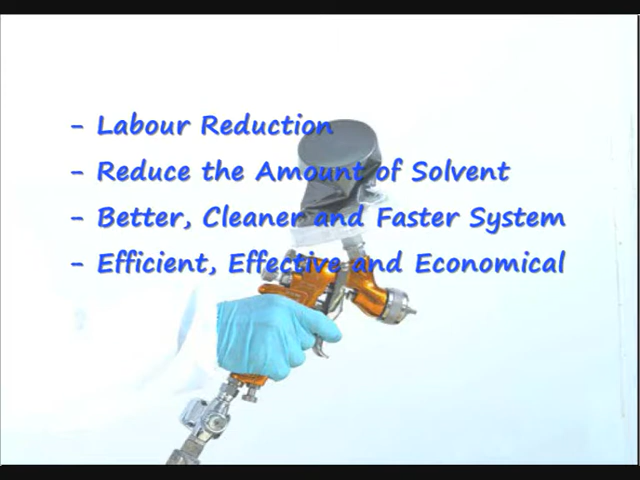 - Labour Reduction
- Reduce the Amount of Solvent
- Better, Cleaner and Faster System
- Efficient, Effective and Economical